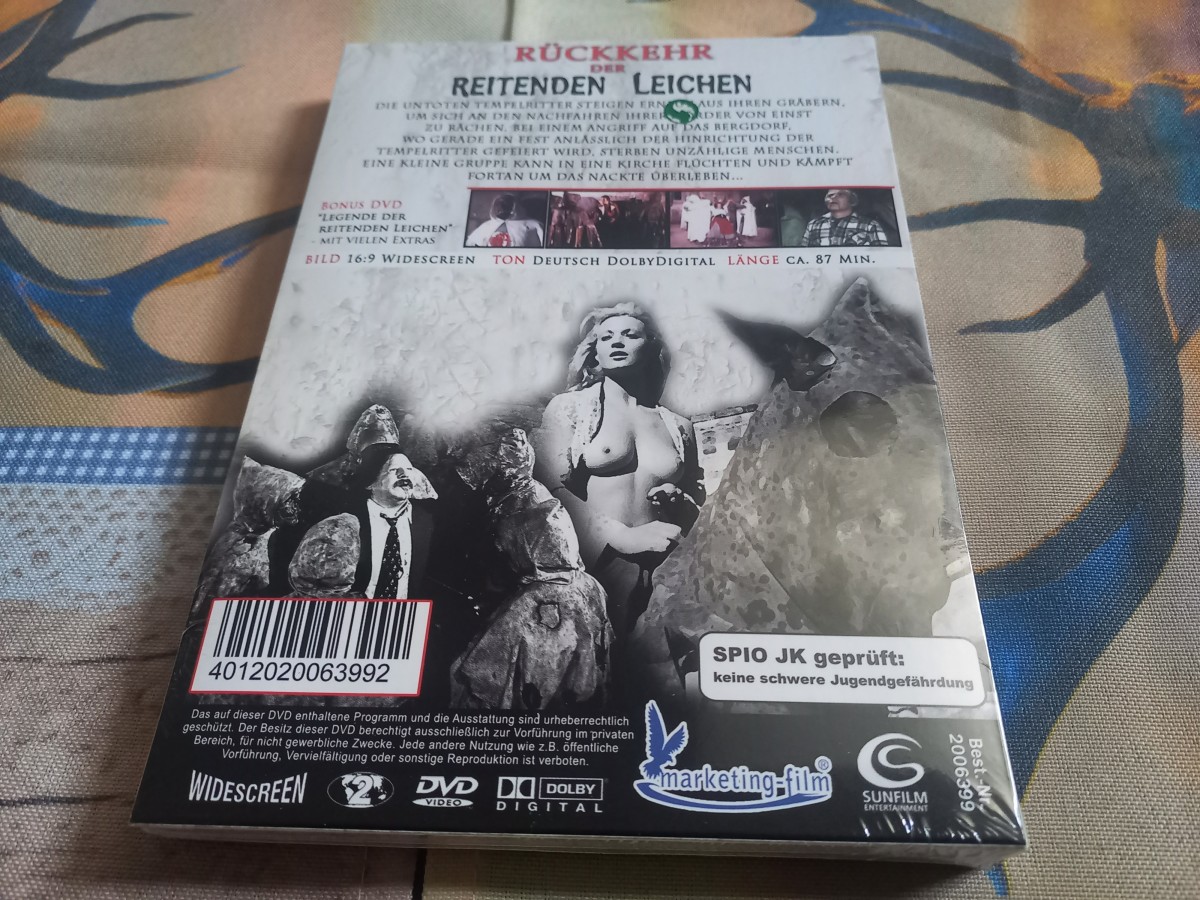 RÜCKKEHR
DER
REITENDEN LEICHEN
DIE UNTOTEN TEMPELRITTER STEIGEN AUS IHREN GRÄBERN,
UM SICH AN DEN NACHFAHREN IHRER VON EINST
ZU RÄCHEN. BEI EINEM ANGRIFF AUF DAS BERGDORF,
WO GERADE EIN FEST ANLÄSSLICH DER HINRICHTUNG DER
TEMPELRITTER GEFEIERT WIRD, STERBEN UNZÄHLIGE MENSCHEN.
EINE KLEINE GRUPPE KANN IN EINE KIRCHE FLÜCHTEN UND KÄMPFT
FORTAN UM DAS NACKTE ÜBERLEBEN...
BONUS DVD
"LEGENDE DER
REITENDEN LEICHEN"
- MIT VIELEN EXTRAS
BILD 16:9 WIDESCREEN TON DEUTSCH DOLBYDIGITAL LÄNGE CA. 87 MIN.
4012020063992
SPIO JK geprüft:
keine schwere Jugendgefährdung
Das auf dieser DVD enthaltene Programm und die Ausstattung sind urheberrechtlich
geschützt. Der Besitz dieser DVD berechtigt ausschließlich zur Vorführung im privaten
Bereich, für nicht gewerbliche Zwecke. Jede andere Nutzung wie z.B. öffentliche
Vorführung, Vervielfältigung oder sonstige Reproduktion ist verboten.
WIDESCREEN
2
DVD
VIDEO
DOLBY
DIGITAL
marketing-film®
SUNFILM
ENTERTAINMENT
Best.-Nr.
2006399